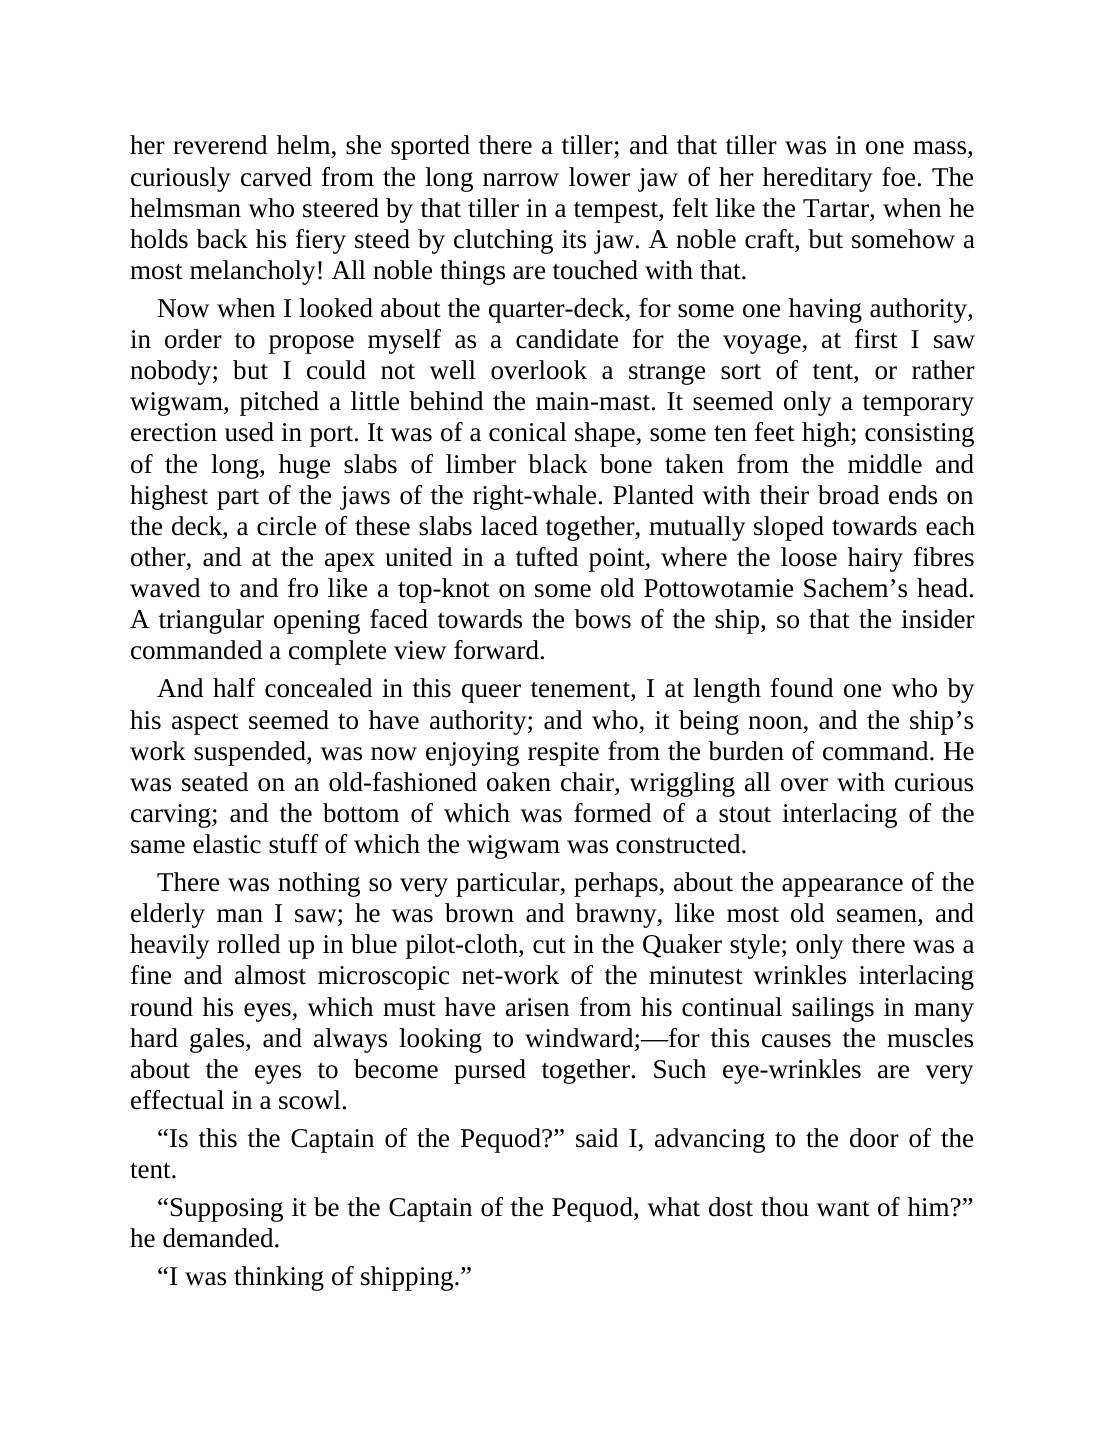 her reverend helm, she sported there a tiller; and that tiller was in one mass,
curiously carved from the long narrow lower jaw of her hereditary foe. The
helmsman who steered by that tiller in a tempest, felt like the Tartar, when he
holds back his fiery steed by clutching its jaw. A noble craft, but somehow a
most melancholy! All noble things are touched with that.
Now when I looked about the quarter-deck, for some one having authority,
in order to propose myself as a candidate for the voyage, at first I saw
nobody; but I could not well overlook a strange sort of tent, or rather
wigwam, pitched a little behind the main-mast. It seemed only a temporary
erection used in port. It was of a conical shape, some ten feet high; consisting
of the long, huge slabs of limber black bone taken from the middle and
highest part of the jaws of the right-whale. Planted with their broad ends on
the deck, a circle of these slabs laced together, mutually sloped towards each
other, and at the apex united in a tufted point, where the loose hairy fibres
waved to and fro like a top-knot on some old Pottowotamie Sachem’s head.
A triangular opening faced towards the bows of the ship, so that the insider
commanded a complete view forward.
And half concealed in this queer tenement, I at length found one who by
his aspect seemed to have authority; and who, it being noon, and the ship’s
work suspended, was now enjoying respite from the burden of command. He
was seated on an old-fashioned oaken chair, wriggling all over with curious
carving; and the bottom of which was formed of a stout interlacing of the
same elastic stuff of which the wigwam was constructed.
There was nothing so very particular, perhaps, about the appearance of the
elderly man I saw; he was brown and brawny, like most old seamen, and
heavily rolled up in blue pilot-cloth, cut in the Quaker style; only there was a
fine and almost microscopic net-work of the minutest wrinkles interlacing
round his eyes, which must have arisen from his continual sailings in many
hard gales, and always looking to windward;—for this causes the muscles
about the eyes to become pursed together. Such eye-wrinkles are very
effectual in a scowl.
“Is this the Captain of the Pequod?” said I, advancing to the door of the
tent.
“Supposing it be the Captain of the Pequod, what dost thou want of him?”
he demanded.
“I was thinking of shipping.”